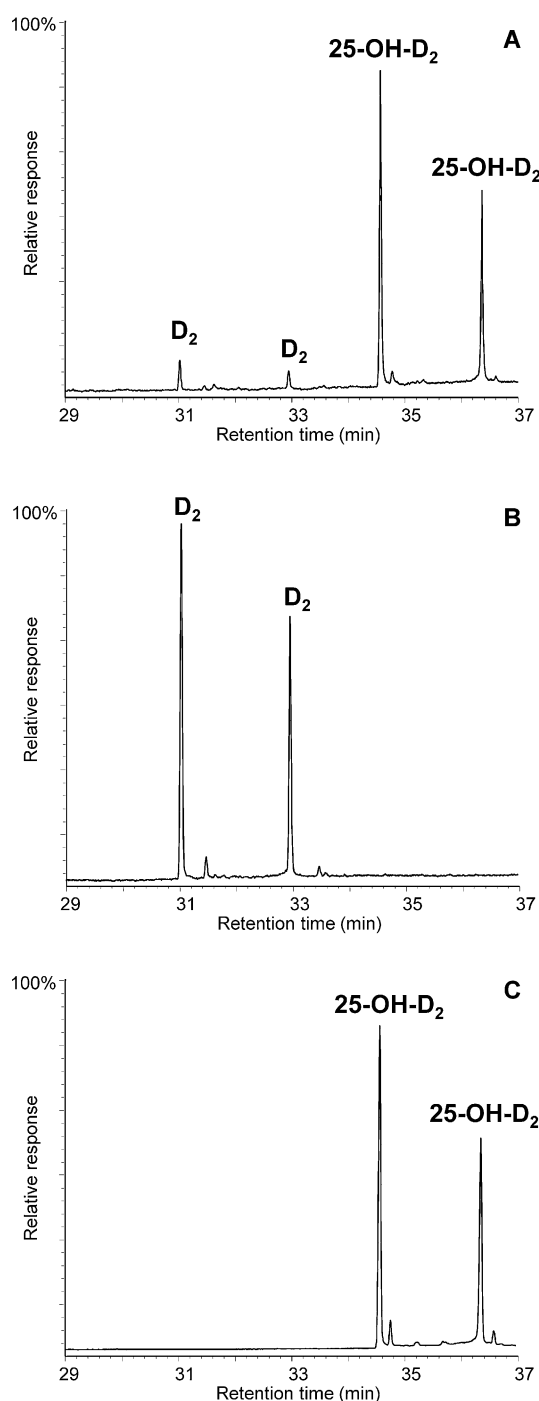 100%
A
25-OH-D₂
25-OH-D₂
D₂
D₂
Relative response
29 31 33 35 37
Retention time (min)
100%
B
D₂
D₂
Relative response
29 31 33 35 37
Retention time (min)
100%
C
25-OH-D₂
25-OH-D₂
Relative response
29 31 33 35 37
Retention time (min)